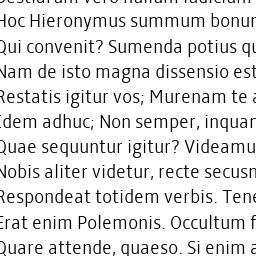 Bestiarum vero nullum iudicium
Hoc Hieronymus summum bonum
Qui convenit? Sumenda potius
Nam de isto magna dissensio est
Restatis igitur vos; Murenam te
Idem adhuc; Non semper, inquam
Quae sequuntur igitur? Videamu
Nobis aliter videtur, recte secusn
Respondeat totidem verbis. Tene
Erat enim Polemonis. Occultum
Quare attende, quaeso. Si enim